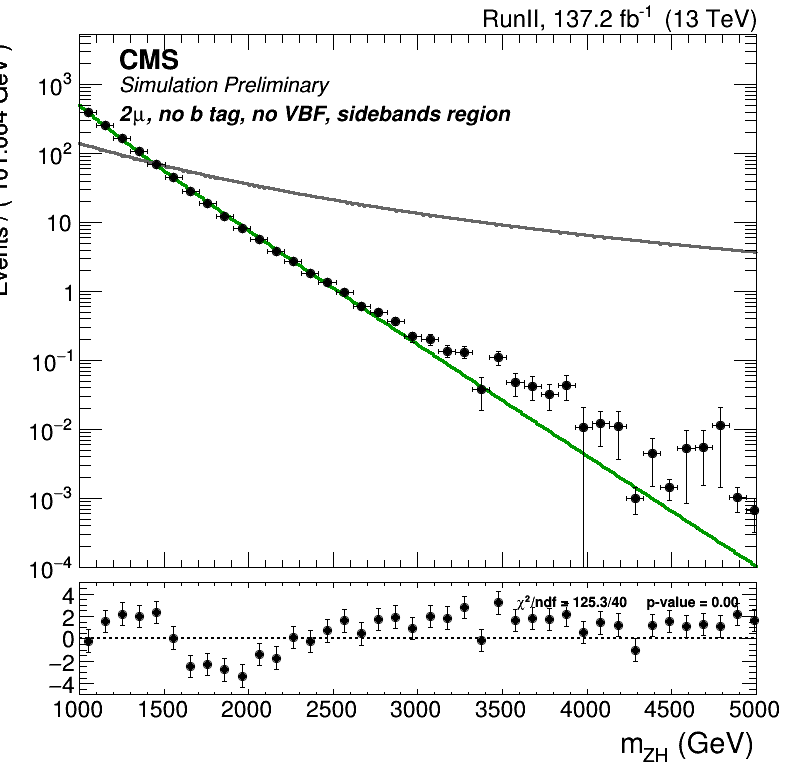 RunII, 137.2 fb⁻¹ (13 TeV)
CMS
Simulation Preliminary
2μ, no b tag, no VBF, sidebands region
10³
10²
10
1
10⁻¹
10⁻²
10⁻³
10⁻⁴
χ²/ndf = 125.3/40 p-value = 0.00
4
2
0
−2
−4
1000 1500 2000 2500 3000 3500 4000 4500 5000
m_ZH (GeV)